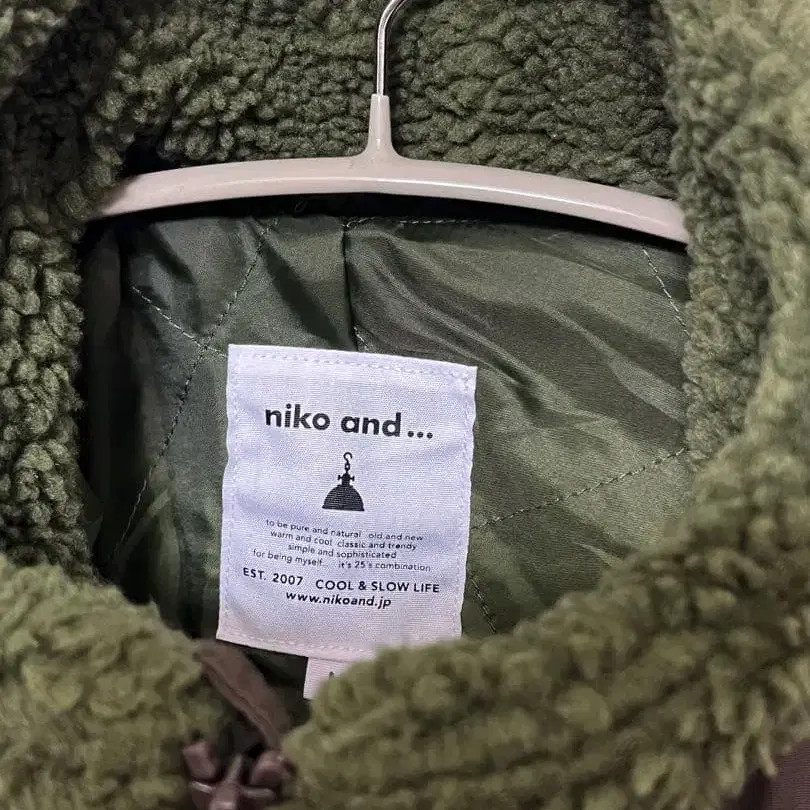 niko and...
to be pure and natural old and new
warm and cool classic and trendy
simple and sophisticated
for being myself it's 25's combination
EST. 2007 COOL & SLOW LIFE
www.nikoand.jp